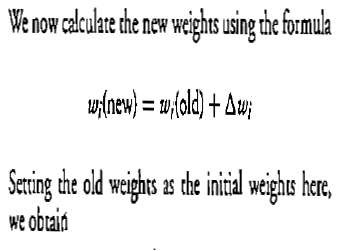 We now calculate the new weights using the formula
wᵢ(new) = wᵢ(old) + Δwᵢ
Setting the old weights as the initial weights here,
we obtain